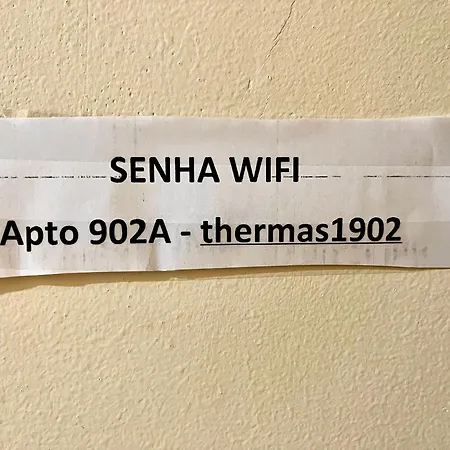 SENHA WIFI
Apto 902A - thermas1902